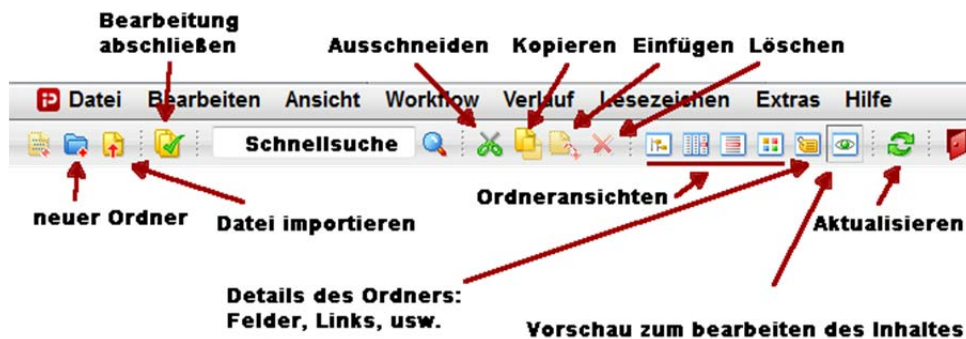 Bearbeitung
abschließen
Ausschneiden Kopieren Einfügen Löschen
Datei Bearbeiten Ansicht Workflow Verlauf Lesezeichen Extras Hilfe
Schnellsuche
Ordneransichten
neuer Ordner
Datei importieren
Aktualisieren
Details des Ordners:
Felder, Links, usw.
Vorschau zum bearbeiten des Inhaltes